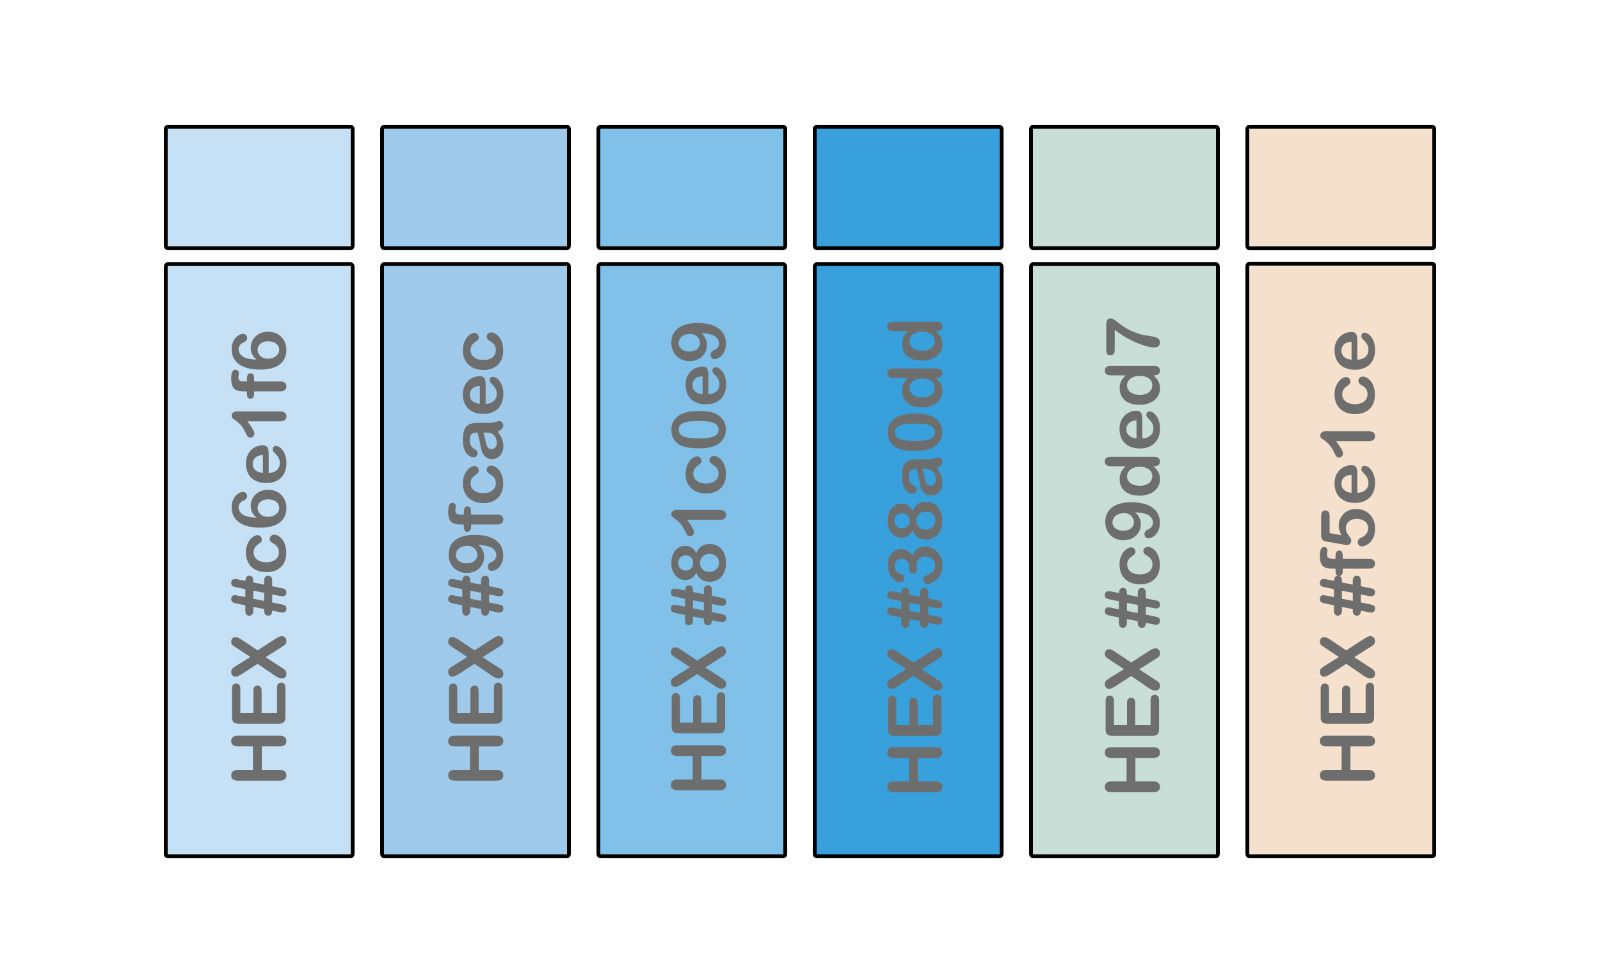 HEX #c6e1f6
HEX #9fcaec
HEX #81c0e9
HEX #38a0dd
HEX #c9ded7
HEX #f5e1ce